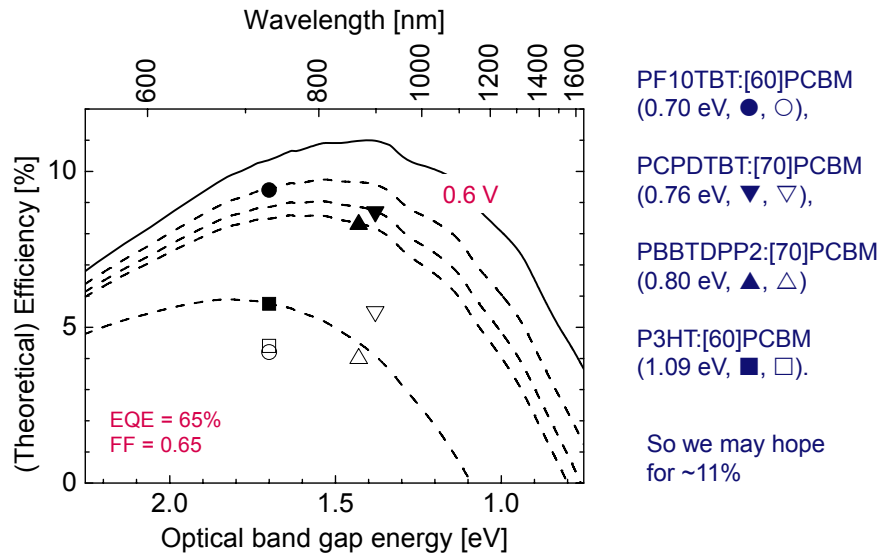 Wavelength [nm]
600
800
1000
1200
1400
1600
(Theoretical) Efficiency [%]
10
5
0
0.6 V
EQE = 65%
FF = 0.65
2.0
1.5
1.0
Optical band gap energy [eV]
PF10TBT:[60]PCBM
(0.70 eV, ●, ○),
PCPDTBT:[70]PCBM
(0.76 eV, ▼, ▽),
PBBTDPP2:[70]PCBM
(0.80 eV, ▲, △)
P3HT:[60]PCBM
(1.09 eV, ■, □).
So we may hope
for ~11%